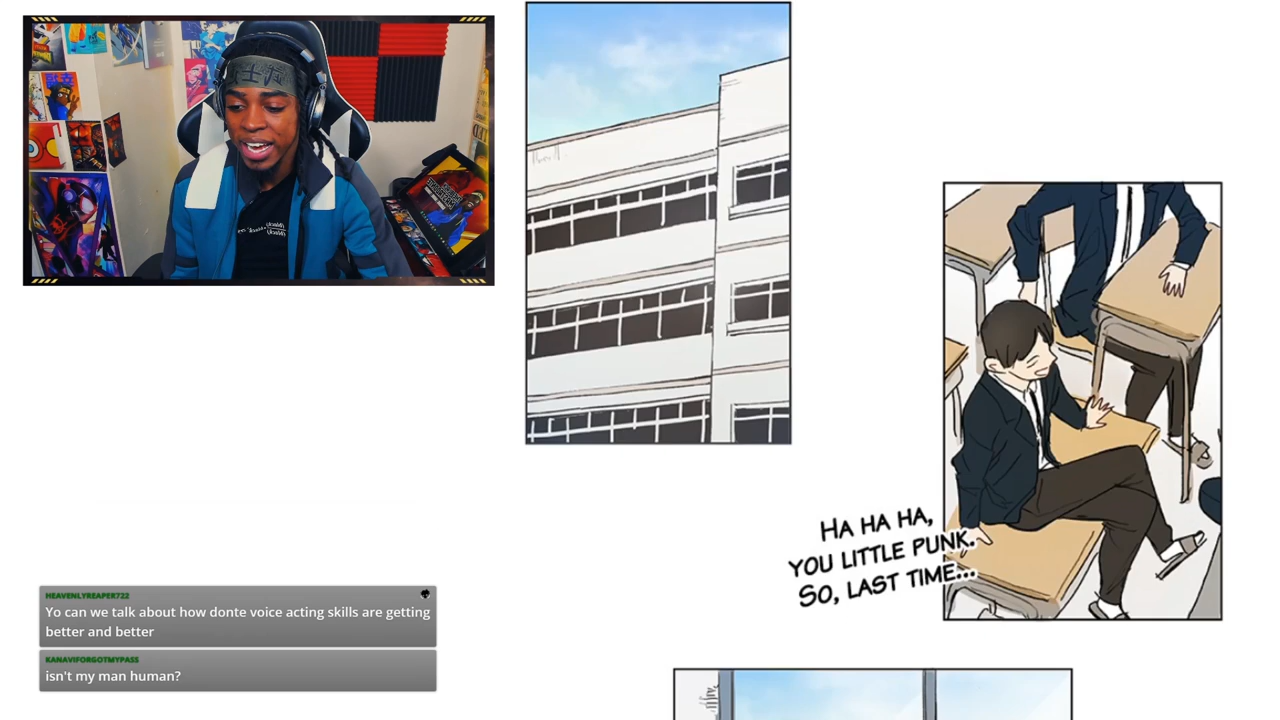 HA HA HA,
YOU LITTLE PUNK.
SO, LAST TIME...
HEAVENLYREAPER722
Yo can we talk about how donte voice acting skills are getting
better and better
KANAVIFORGOTMYPASS
isn't my man human?